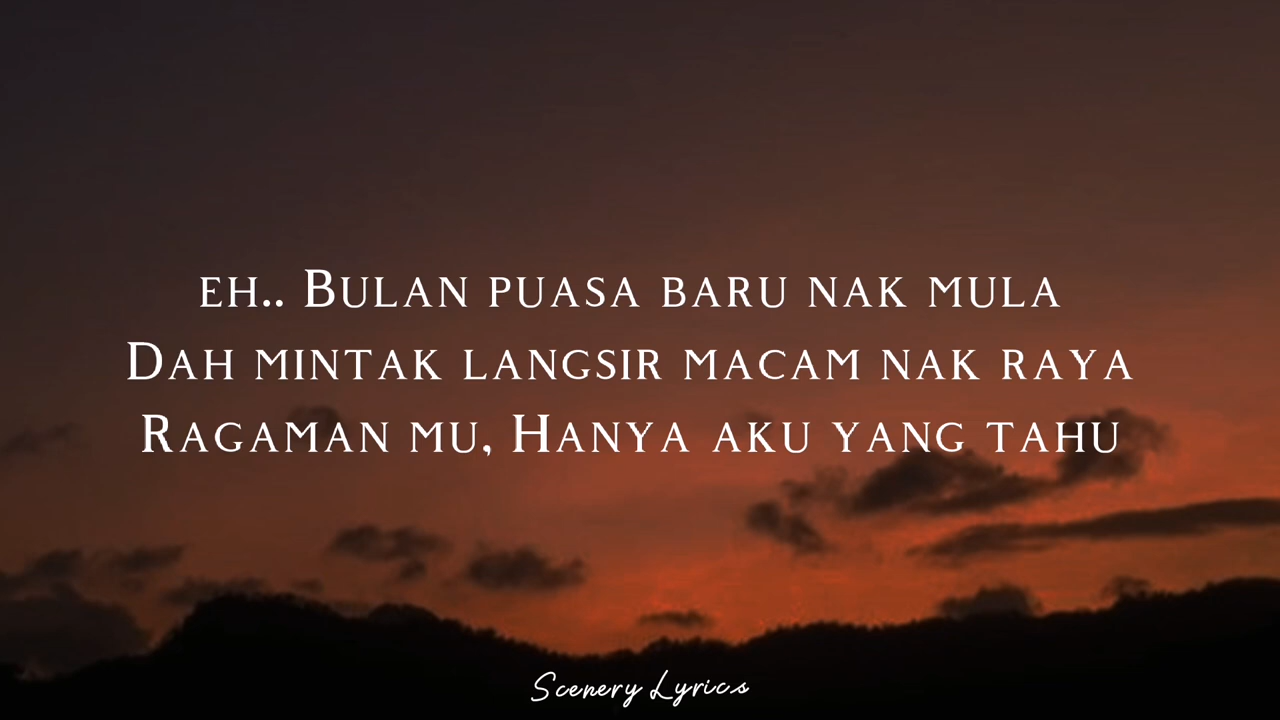 eh.. Bulan puasa baru nak mula
Dah mintak langsir macam nak raya
Ragaman mu, Hanya aku yang tahu
Scenery Lyrics